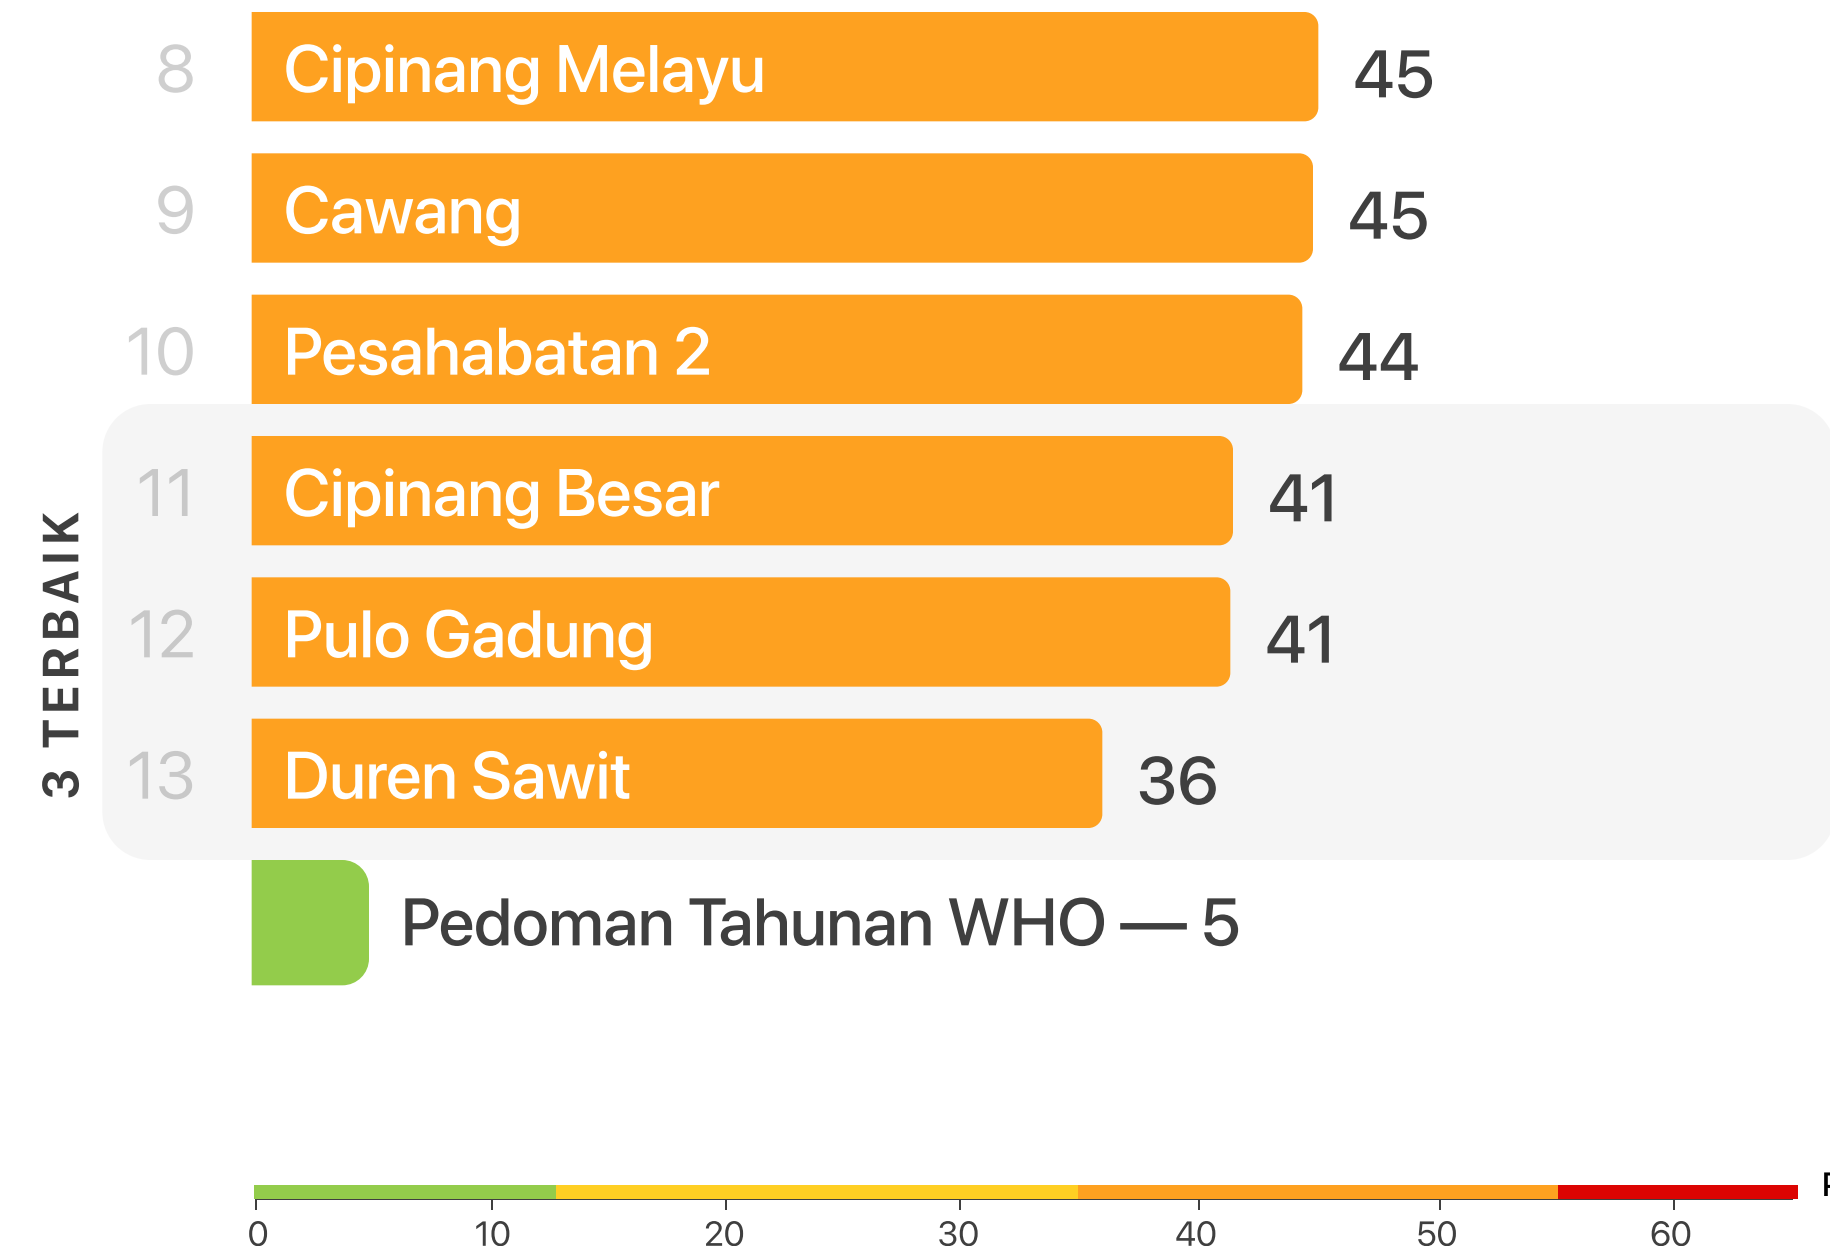 8 Cipinang Melayu 45
9 Cawang 45
10 Pesahabatan 2 44
3 TERBAIK
11 Cipinang Besar 41
12 Pulo Gadung 41
13 Duren Sawit 36
Pedoman Tahunan WHO — 5
0 10 20 30 40 50 60